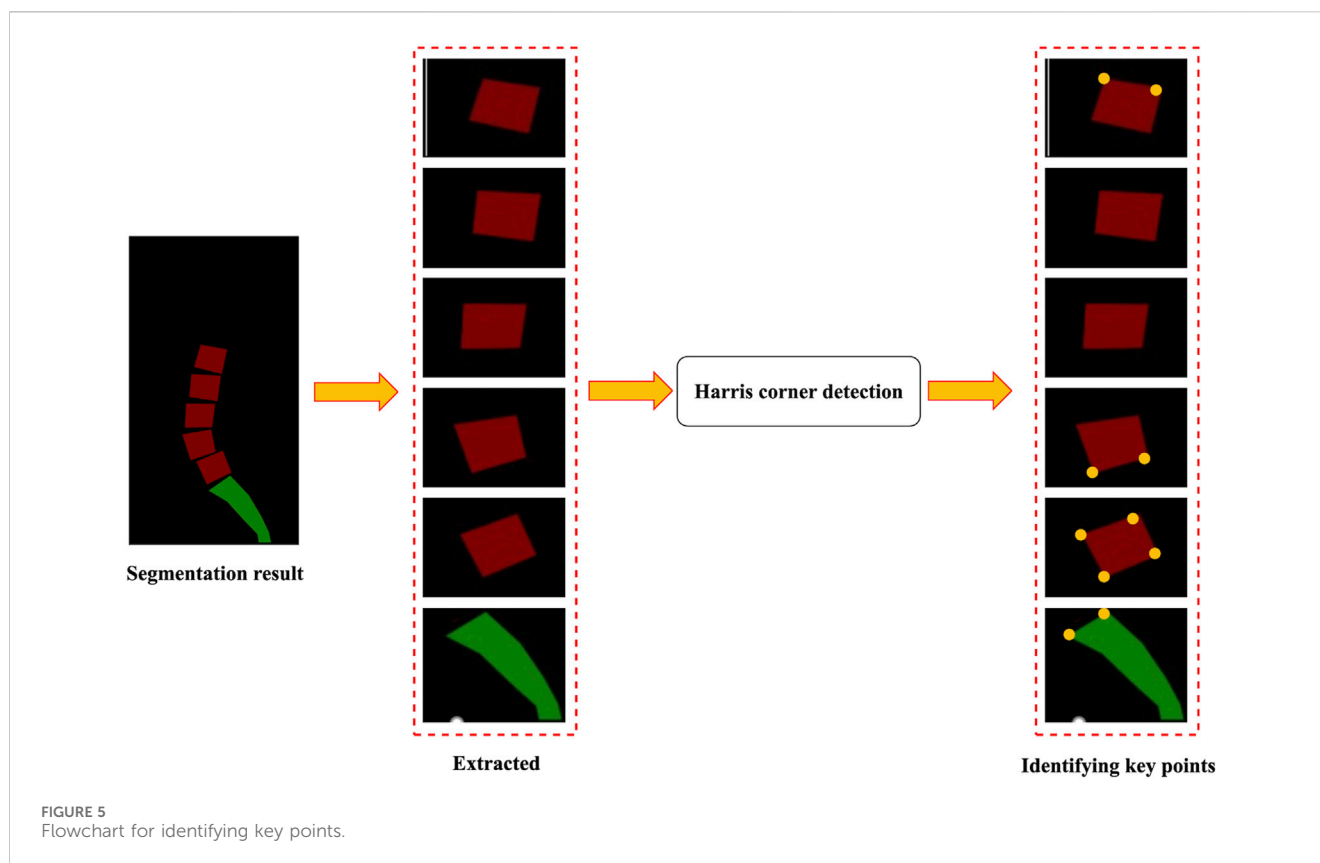 Harris corner detection
Segmentation result
Extracted
Identifying key points
FIGURE 5
Flowchart for identifying key points.